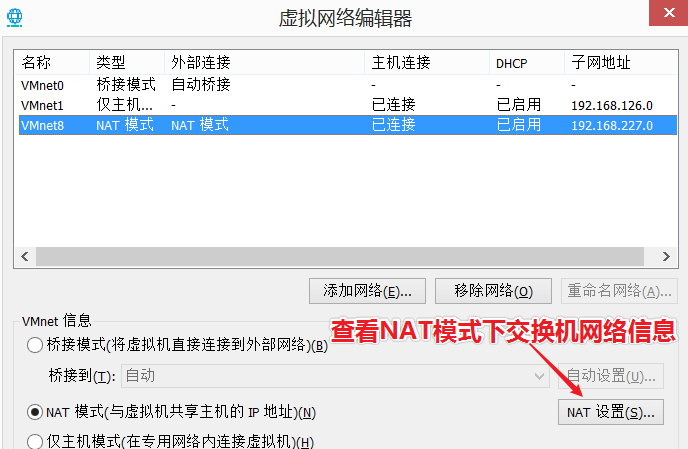 虚拟网络编辑器
名称 类型 外部连接 主机连接 DHCP 子网地址
VMnet0 桥接模式 自动桥接 - - -
VMnet1 仅主机... - 已连接 已启用 192.168.126.0
VMnet8 NAT 模式 NAT 模式 已连接 已启用 192.168.227.0
添加网络(E)... 移除网络(O) 重命名网络(A)...
VMnet 信息
查看NAT模式下交换机网络信息
桥接模式(将虚拟机直接连接到外部网络)(B)
桥接到(T): 自动 自动设置(U)...
NAT 模式(与虚拟机共享主机的 IP 地址)(N) NAT 设置(S)...
仅主机模式(在专用网络内连接虚拟机)(H)